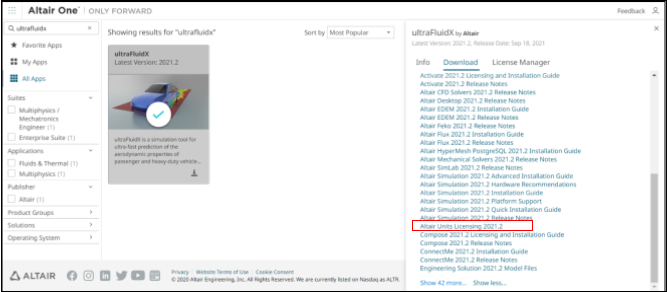 Altair One™ | ONLY FORWARD
Feedback
ultrafluidx
Favorite Apps
My Apps
All Apps
Suites
Multiphysics / Mechatronics Engineer (1)
Enterprise Suite (1)
Applications
Fluids & Thermal (1)
Multiphysics (1)
Publisher
Altair (1)
Product Groups
Solutions
Operating System
Showing results for "ultrafluidx"
Sort by Most Popular
ultraFluidX
Latest Version: 2021.2
ultraFluidX is a simulation tool for
ultra-fast prediction of the
aerodynamic properties of
passenger and heavy-duty vehicle...
ultraFluidX by Altair
Latest Version: 2021.2, Release Date: Sep 18, 2021
Info Download License Manager
Activate 2021.2 Licensing and Installation Guide
Activate 2021.2 Release Notes
Altair CFD Solvers 2021.2 Release Notes
Altair Desktop 2021.2 Release Notes
Altair EDEM 2021.2 Installation Guide
Altair EDEM 2021.2 Release Notes
Altair Feko 2021.2 Release Notes
Altair Flux 2021.2 Installation Guide
Altair Flux 2021.2 Release Notes
Altair HyperMesh PostgreSQL 2021.2 Installation Guide
Altair Mechanical Solvers 2021.2 Release Notes
Altair SimLab 2021.2 Release Notes
Altair Simulation 2021.2 Advanced Installation Guide
Altair Simulation 2021.2 Hardware Recommendations
Altair Simulation 2021.2 Installation Guide
Altair Simulation 2021.2 Platform Support
Altair Simulation 2021.2 Quick Installation Guide
Altair Simulation 2021.2 Release Notes
Altair Units Licensing 2021.2
Compose 2021.2 Licensing and Installation Guide
Compose 2021.2 Release Notes
ConnectMe 2021.2 Installation Guide
ConnectMe 2021.2 Release Notes
Engineering Solution 2021.2 Model Files
Show 42 more... Show less...
ALTAIR
Privacy | Website Terms of Use | Cookie Consent
© 2020 Altair Engineering, Inc. All Rights Reserved. We are currently listed on Nasdaq as ALTR.